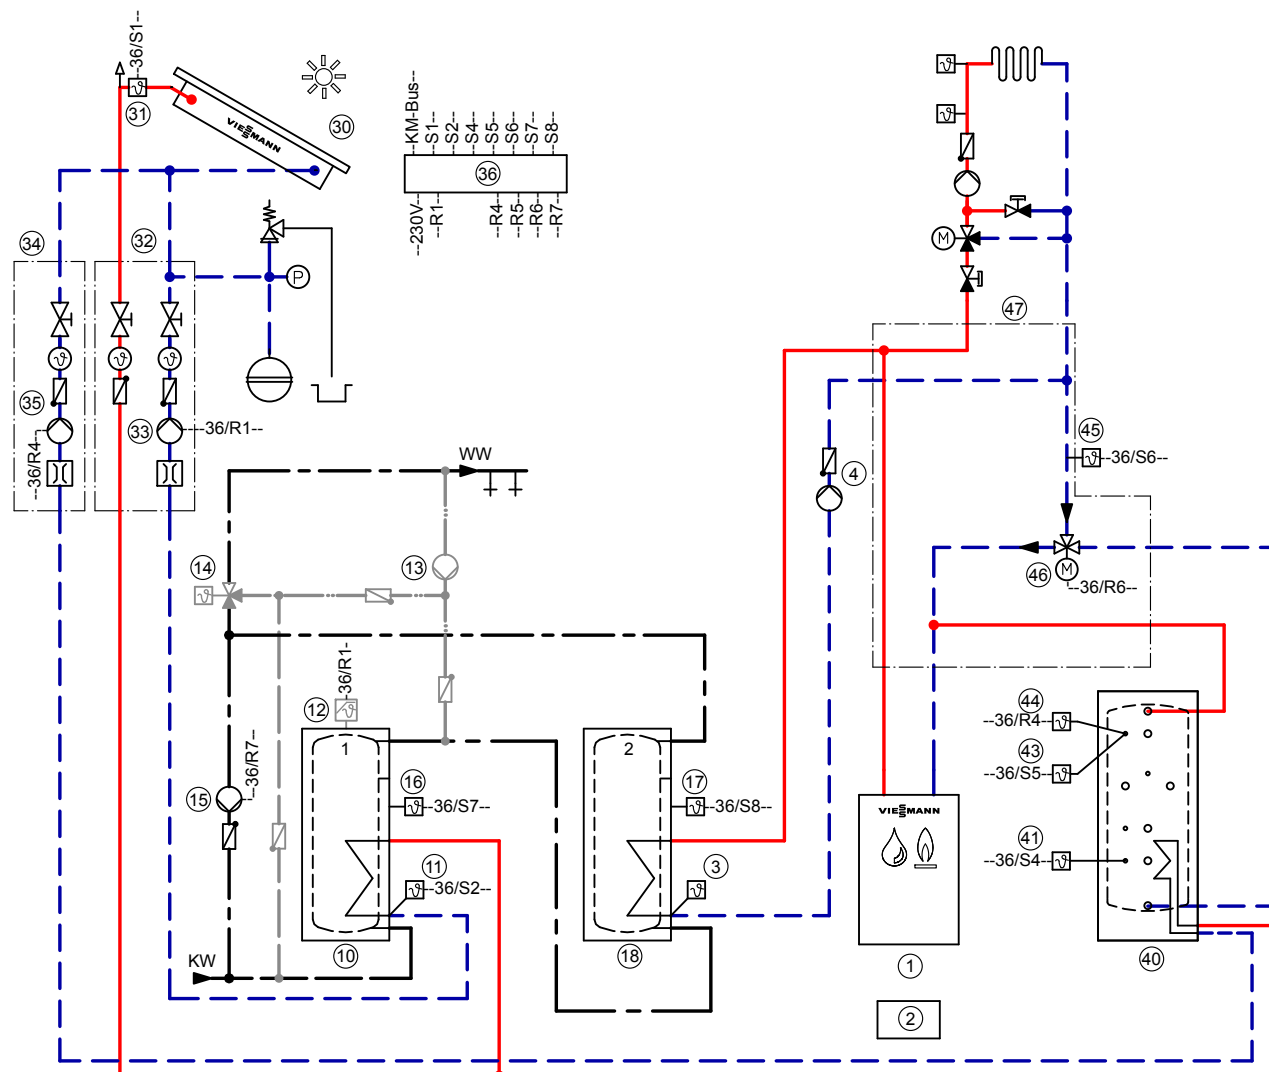 --36/S1--
31
VIESSMANN
30
--KM-Bus--
--S1--
--S2--
--S4--
--S5--
--S6--
--S7--
--S8--
36
--230V--
--R1--
--R4--
--R5--
--R6--
--R7--
34
32
P
M
47
35
33
---36/R1--
--36/R4--
WW
4
45
--36/S6--
14
13
46
M
--36/R6--
12
-36/R1-
1
2
44
--36/R4--
43
--36/S5--
15
--36/R7--
16
--36/S7--
17
--36/S8--
VIESSMANN
11
--36/S2--
3
41
--36/S4--
KW
10
18
1
40
2